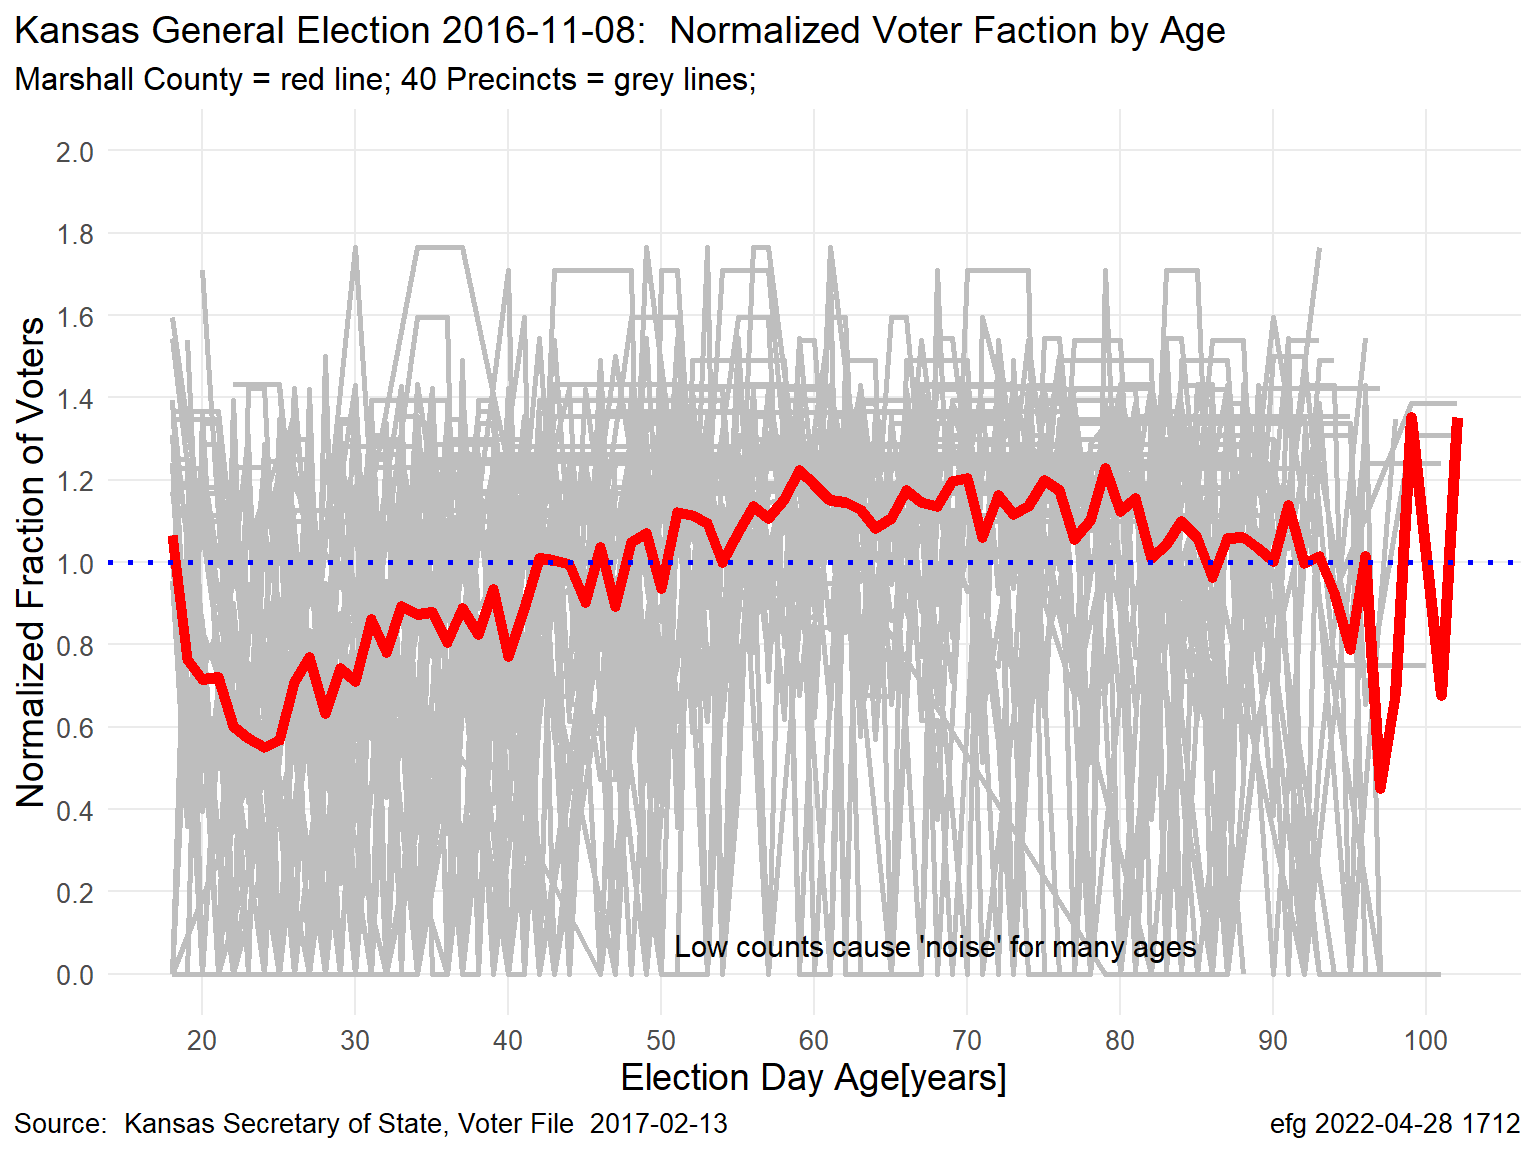 Kansas General Election 2016-11-08:  Normalized Voter Faction by Age
Marshall County = red line; 40 Precincts = grey lines;
Normalized Fraction of Voters
2.0
1.8
1.6
1.4
1.2
1.0
0.8
0.6
0.4
0.2
0.0
Low counts cause 'noise' for many ages
20 30 40 50 60 70 80 90 100
Election Day Age[years]
Source:  Kansas Secretary of State, Voter File  2017-02-13
efg 2022-04-28 1712